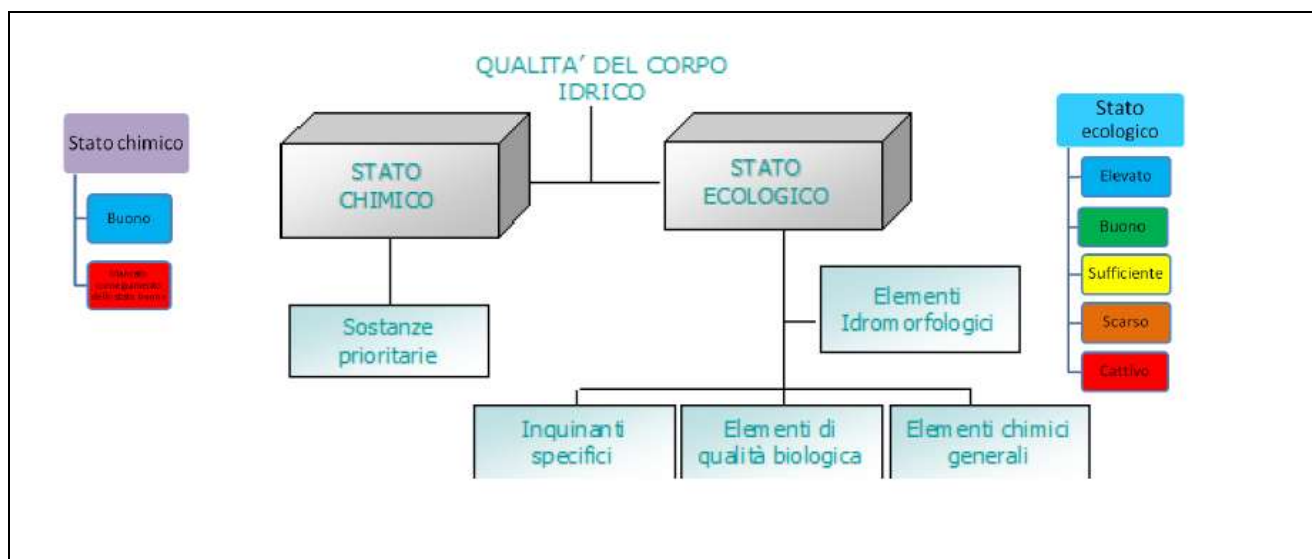 QUALITA´ DEL CORPO
IDRICO
Stato chimico
Buono
STATO
CHIMICO
STATO
ECOLOGICO
Sostanze
prioritarie
Elementi
Idromorfologici
Inquinanti
specifici
Elementi di
qualità biologica
Elementi chimici
generali
Stato
ecologico
Elevato
Buono
Sufficiente
Scarso
Cattivo